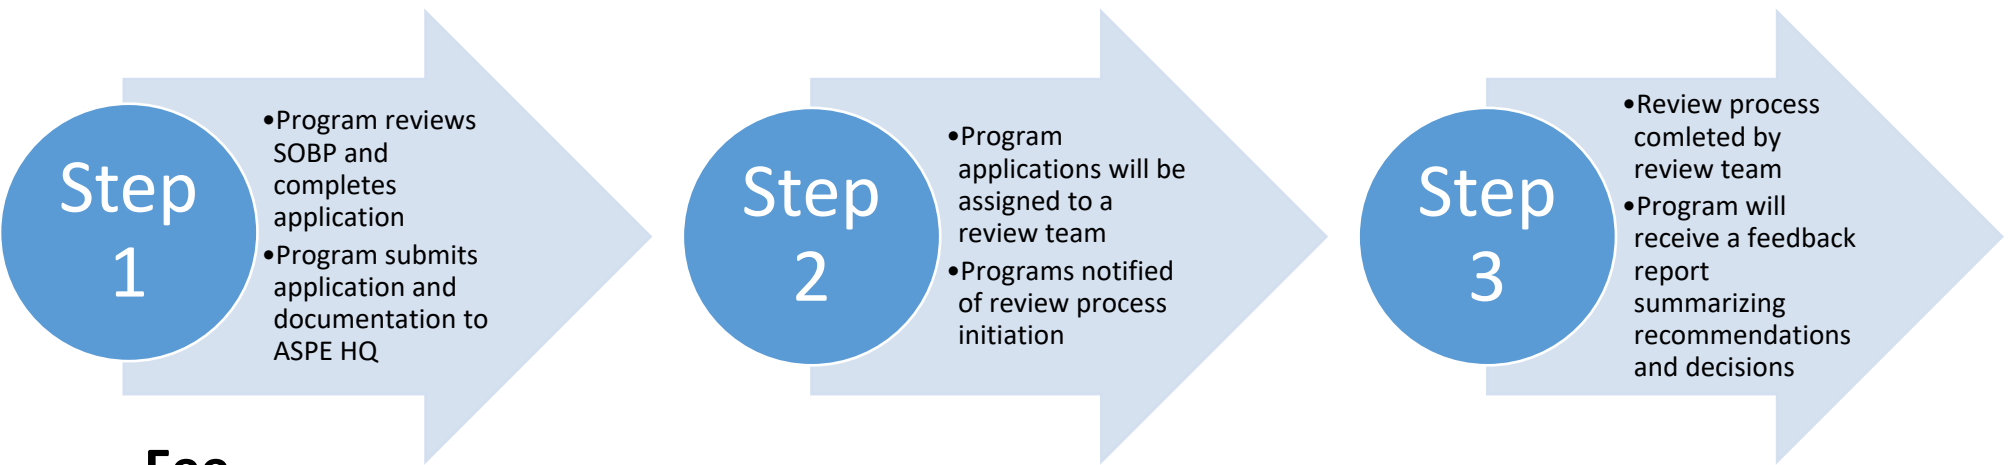 Step
1
•Program reviews
SOBP and
completes
application
•Program submits
application and
documentation to
ASPE HQ
Step
2
•Program
applications will be
assigned to a
review team
•Programs notified
of review process
initiation
Step
3
•Review process
comleted by
review team
•Program will
receive a feedback
report
summarizing
recommendations
and decisions